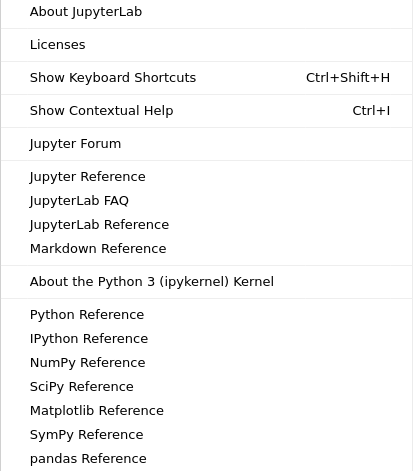 About JupyterLab
Licenses
Show Keyboard Shortcuts Ctrl+Shift+H
Show Contextual Help Ctrl+I
Jupyter Forum
Jupyter Reference
JupyterLab FAQ
JupyterLab Reference
Markdown Reference
About the Python 3 (ipykernel) Kernel
Python Reference
IPython Reference
NumPy Reference
SciPy Reference
Matplotlib Reference
SymPy Reference
pandas Reference